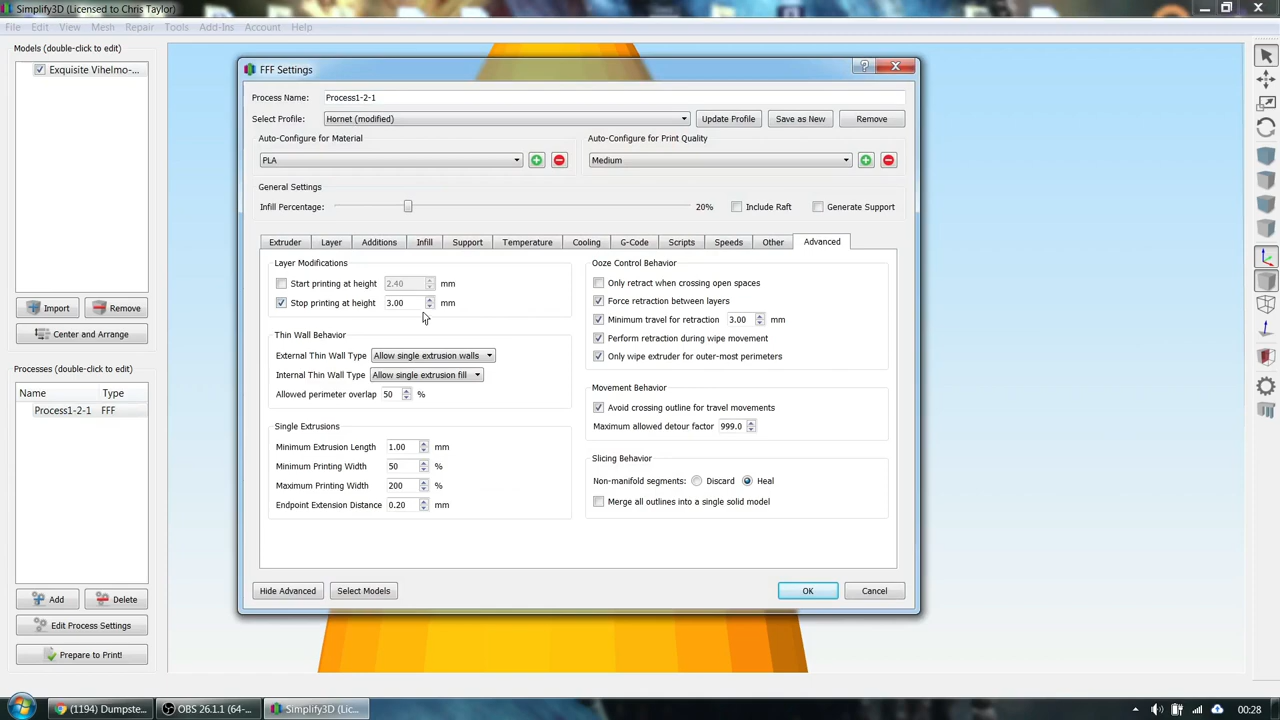 Simplify3D (Licensed to Chris Taylor)
File Edit View Mesh Repair Tools Add-Ins Account Help
Models (double-click to edit)
Exquisite Vihelmo-...
Import Remove
Center and Arrange
Processes (double-click to edit)
Name Type
Process1-2-1 FFF
Add Delete
Edit Process Settings
Prepare to Print!
FFF Settings
Process Name: Process1-2-1
Select Profile: Hornet (modified) Update Profile Save as New Remove
Auto-Configure for Material
PLA
Auto-Configure for Print Quality
Medium
General Settings
Infill Percentage: 20% Include Raft Generate Support
Extruder Layer Additions Infill Support Temperature Cooling G-Code Scripts Speeds Other Advanced
Layer Modifications
Start printing at height 2.40 mm
Stop printing at height 3.00 mm
Thin Wall Behavior
External Thin Wall Type Allow single extrusion walls
Internal Thin Wall Type Allow single extrusion fill
Allowed perimeter overlap 50 %
Single Extrusions
Minimum Extrusion Length 1.00 mm
Minimum Printing Width 50 %
Maximum Printing Width 200 %
Endpoint Extension Distance 0.20 mm
Ooze Control Behavior
Only retract when crossing open spaces
Force retraction between layers
Minimum travel for retraction 3.00 mm
Perform retraction during wipe movement
Only wipe extruder for outer-most perimeters
Movement Behavior
Avoid crossing outline for travel movements
Maximum allowed detour factor 999.0
Slicing Behavior
Non-manifold segments: Discard Heal
Merge all outlines into a single solid model
Hide Advanced Select Models OK Cancel
(1194) Dumpste... OBS 26.1.1 (64-... Simplify3D (Lic... 00:28